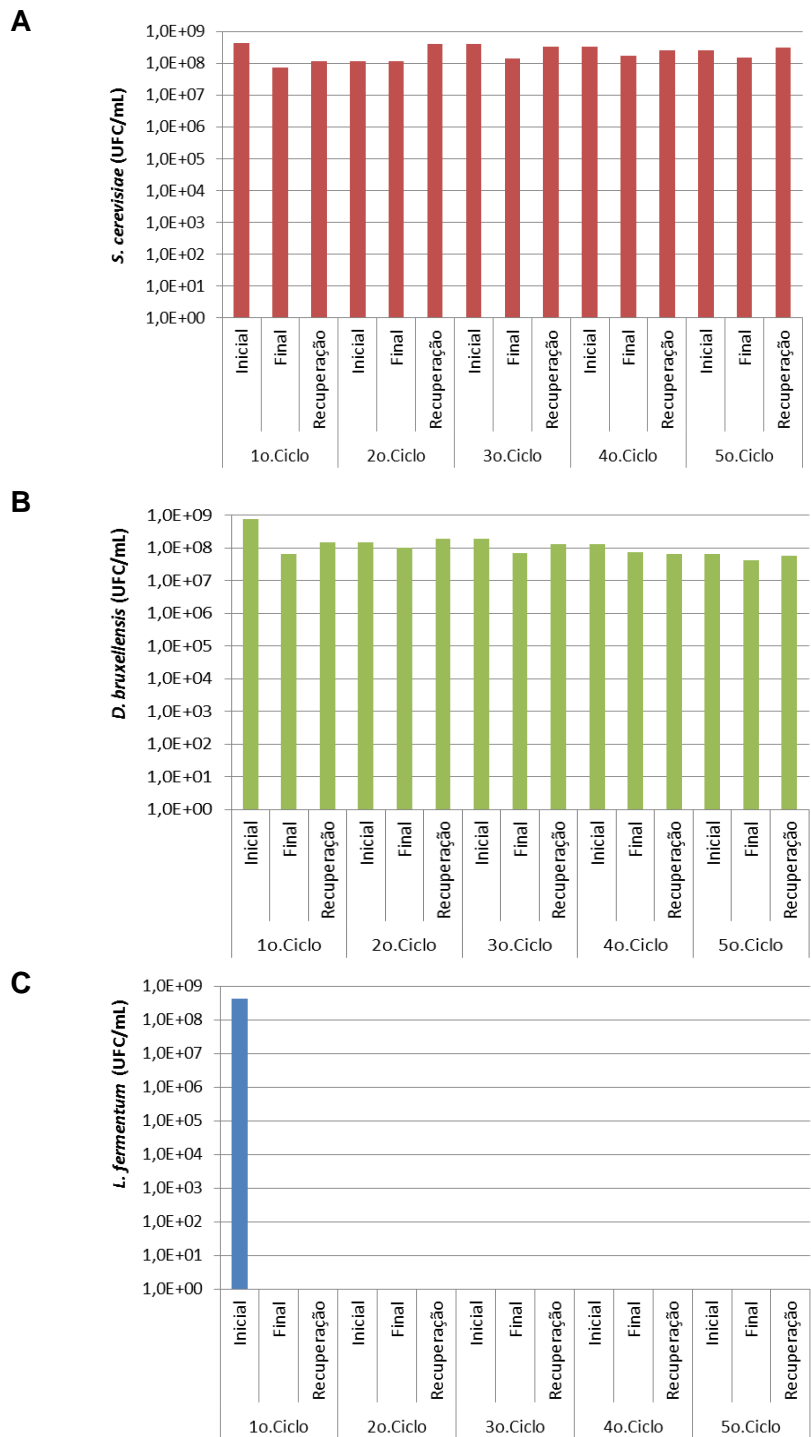 A
S. cerevisiae (UFC/mL)
1,0E+09
1,0E+08
1,0E+07
1,0E+06
1,0E+05
1,0E+04
1,0E+03
1,0E+02
1,0E+01
1,0E+00
Inicial
Final
Recuperação
Inicial
Final
Recuperação
Inicial
Final
Recuperação
Inicial
Final
Recuperação
Inicial
Final
Recuperação
1o.Ciclo
2o.Ciclo
3o.Ciclo
4o.Ciclo
5o.Ciclo
B
D. bruxellensis (UFC/mL)
1,0E+09
1,0E+08
1,0E+07
1,0E+06
1,0E+05
1,0E+04
1,0E+03
1,0E+02
1,0E+01
1,0E+00
Inicial
Final
Recuperação
Inicial
Final
Recuperação
Inicial
Final
Recuperação
Inicial
Final
Recuperação
Inicial
Final
Recuperação
1o.Ciclo
2o.Ciclo
3o.Ciclo
4o.Ciclo
5o.Ciclo
C
L. fermentum (UFC/mL)
1,0E+09
1,0E+08
1,0E+07
1,0E+06
1,0E+05
1,0E+04
1,0E+03
1,0E+02
1,0E+01
1,0E+00
Inicial
Final
Recuperação
Inicial
Final
Recuperação
Inicial
Final
Recuperação
Inicial
Final
Recuperação
Inicial
Final
Recuperação
1o.Ciclo
2o.Ciclo
3o.Ciclo
4o.Ciclo
5o.Ciclo